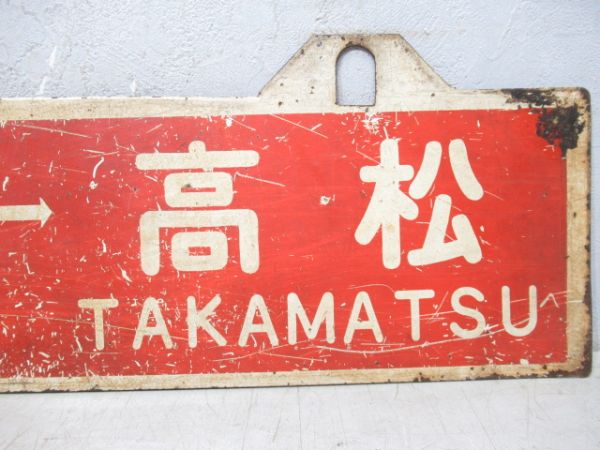 → 高松
TAKAMATSU